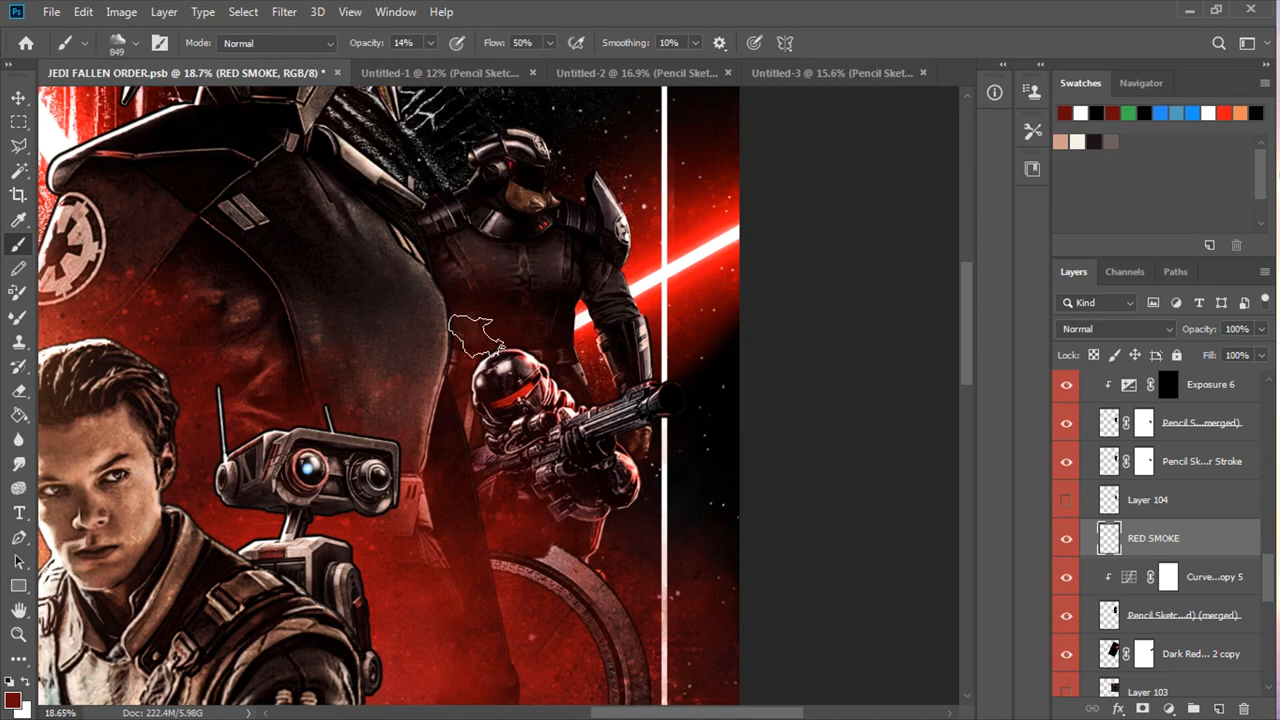 Ps File Edit Image Layer Type Select Filter 3D View Window Help
849 Mode: Normal Opacity: 14% Flow: 50% Smoothing: 10%
JEDI FALLEN ORDER.psb @ 18.7% (RED SMOKE, RGB/8) * × Untitled-1 @ 12% (Pencil Sketc... × Untitled-2 @ 16.9% (Pencil Sket... × Untitled-3 @ 15.6% (Pencil Sket... ×
Swatches Navigator
Layers Channels Paths
Kind
Normal Opacity: 100%
Lock: Fill: 100%
Exposure 6
Pencil S...merged)
Pencil Sk...r Stroke
Layer 104
RED SMOKE
Curve...opy 5
Pencil Sketc...d) (merged)
Dark Red... 2 copy
Layer 103
18.65% Doc: 222.4M/5.98G